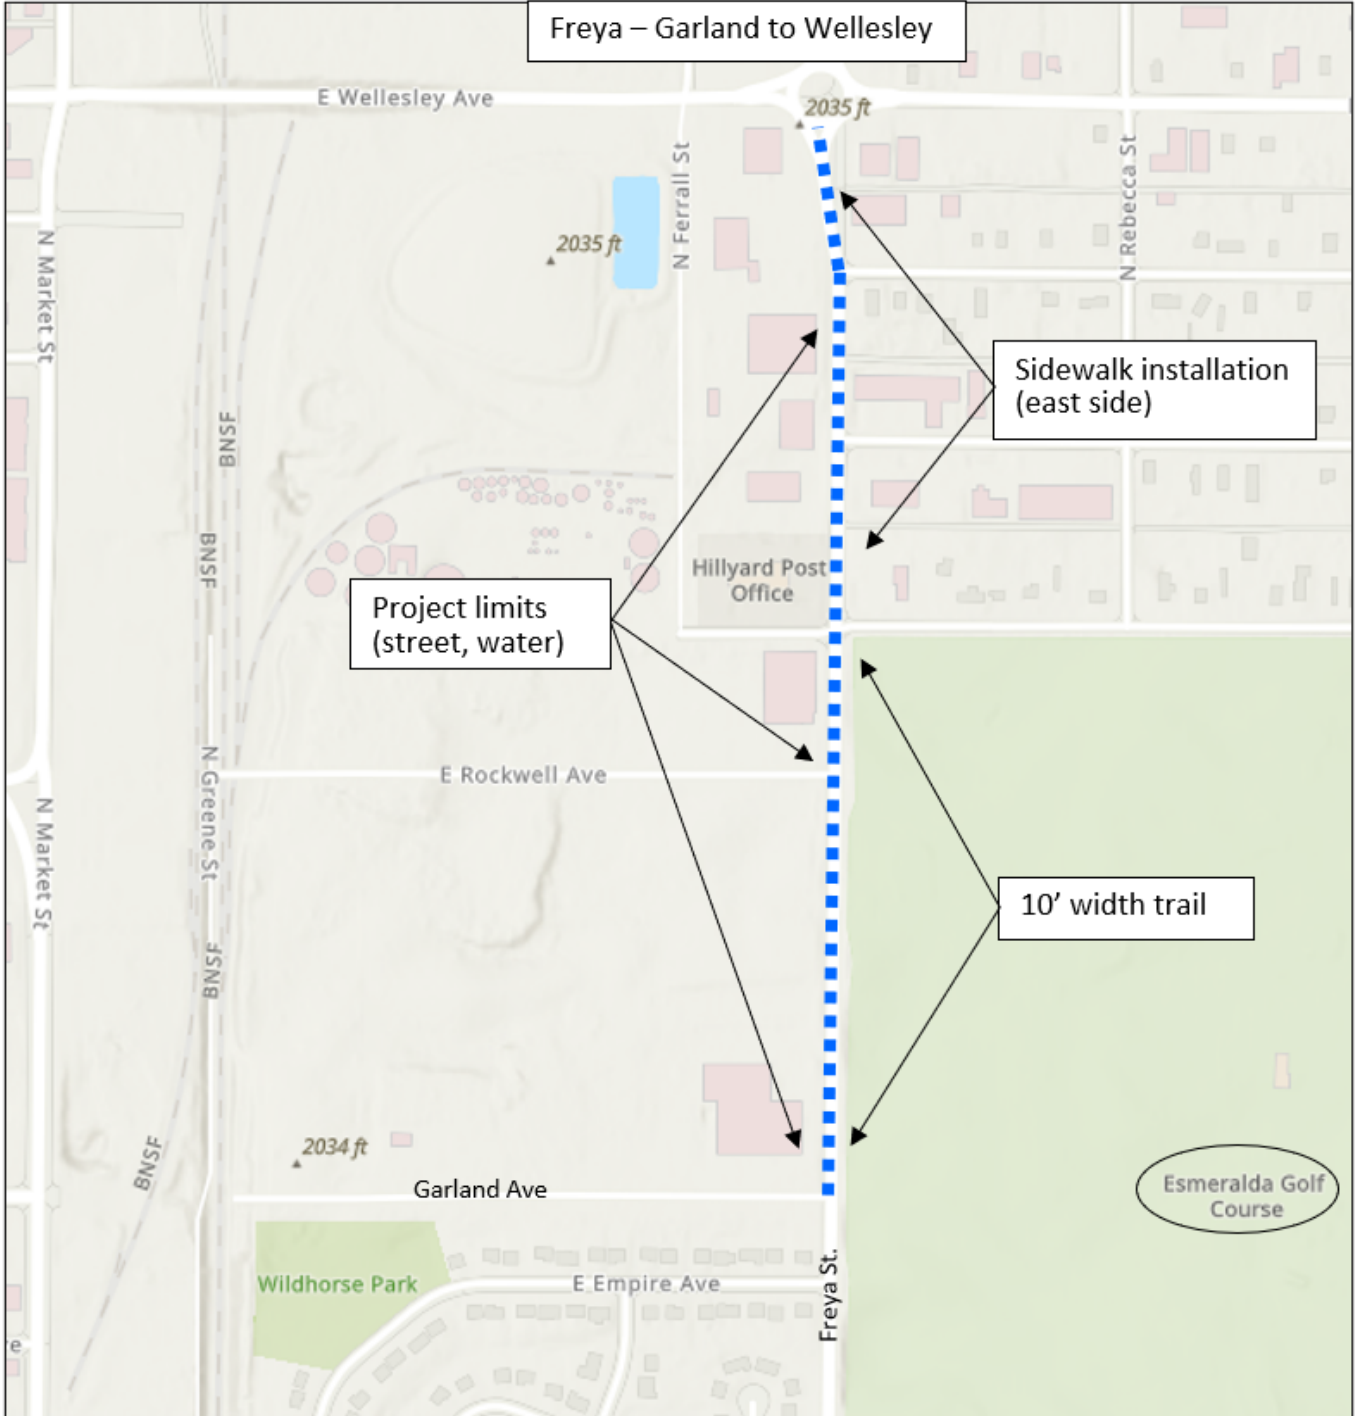 Freya – Garland to Wellesley
E Wellesley Ave
2035 ft
N Ferrall St
N Rebecca St
2035 ft
N Market St
Sidewalk installation
(east side)
BNSF
BNSF
Hillyard Post
Office
Project limits
(street, water)
E Rockwell Ave
N Greene St
N Market St
10’ width trail
BNSF
2034 ft
BNSF
Garland Ave
Esmeralda Golf
Course
Wildhorse Park
E Empire Ave
Freya St.